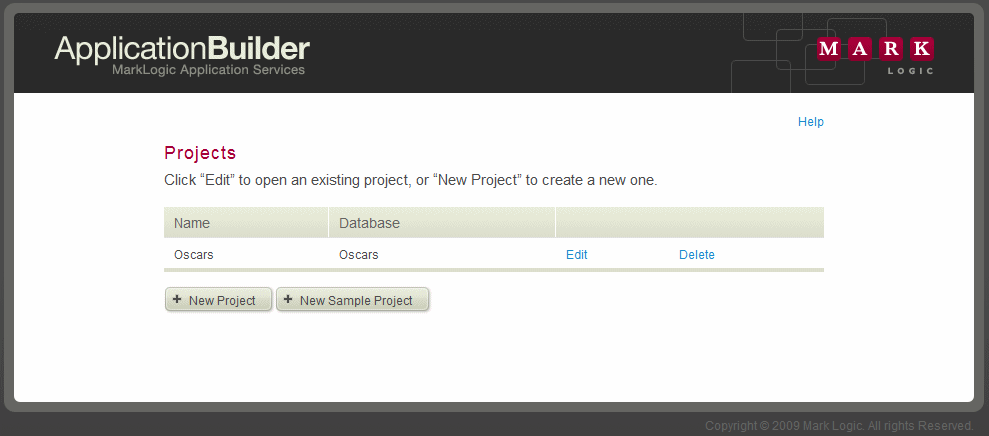 ApplicationBuilder
MarkLogic Application Services
MARK
LOGIC
Help
Projects
Click “Edit” to open an existing project, or “New Project” to create a new one.
Name Database
Oscars Oscars Edit Delete
+ New Project + New Sample Project
Copyright © 2009 Mark Logic. All rights Reserved.